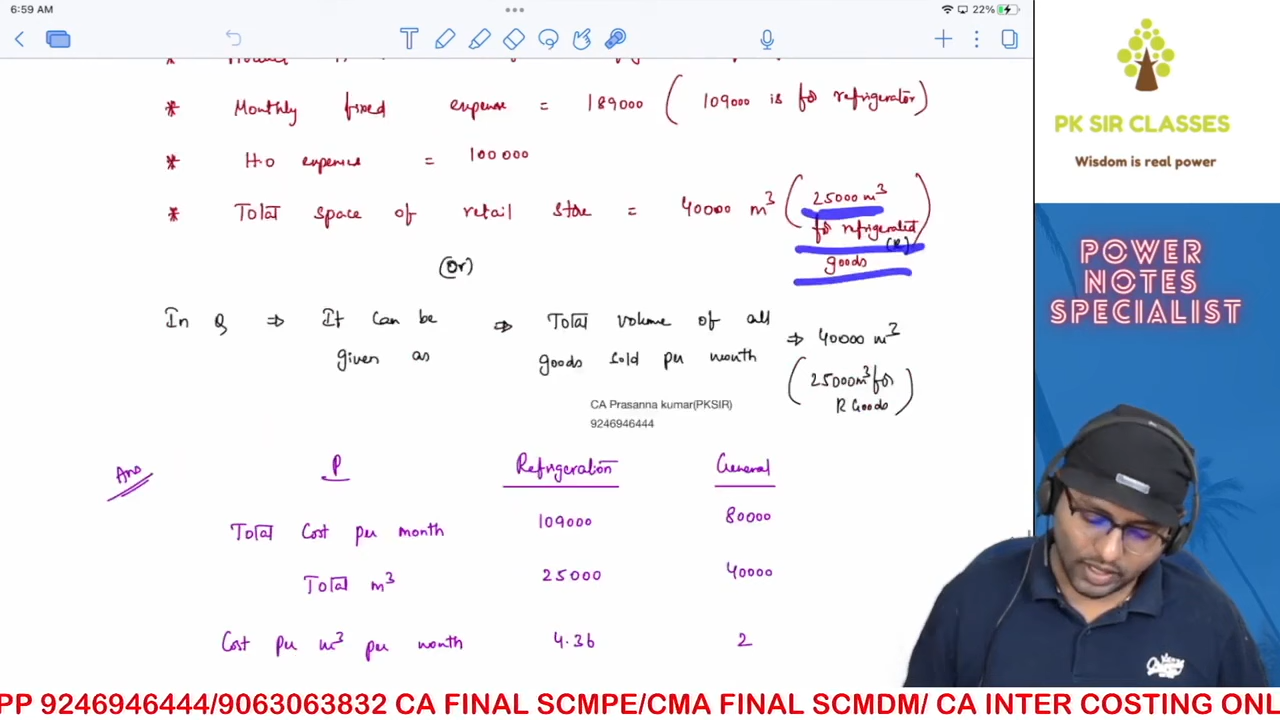 6:59 AM
22%
* Monthly fixed expense = 189000 ( 109000 is for refrigerator )
* H.O expense = 100000
* Total space of retail store = 40000 m³ ( 25000 m³
for refrigerated
(R)
goods )
(Or)
In Q ⇒ It can be ⇒ Total volume of all ⇒ 40000 m³
given as goods sold per month
( 25000 m³ for
R Goods )
CA Prasanna kumar(PKSIR)
9246946444
Ans P Refrigeration General
Total Cost per month 109000 80000
Total m³ 25000 40000
Cost per m³ per month 4.36 2
PK SIR CLASSES
Wisdom is real power
POWER
NOTES
SPECIALIST
PP 9246946444/9063063832 CA FINAL SCMPE/CMA FINAL SCMDM/ CA INTER COSTING ONL